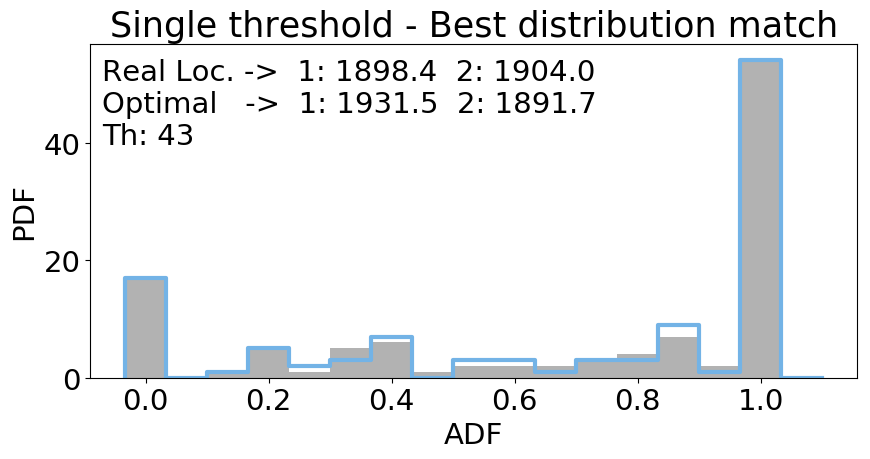 Single threshold - Best distribution match
Real Loc. -> 1: 1898.4 2: 1904.0
Optimal -> 1: 1931.5 2: 1891.7
Th: 43
40
20
0
PDF
0.0 0.2 0.4 0.6 0.8 1.0
ADF